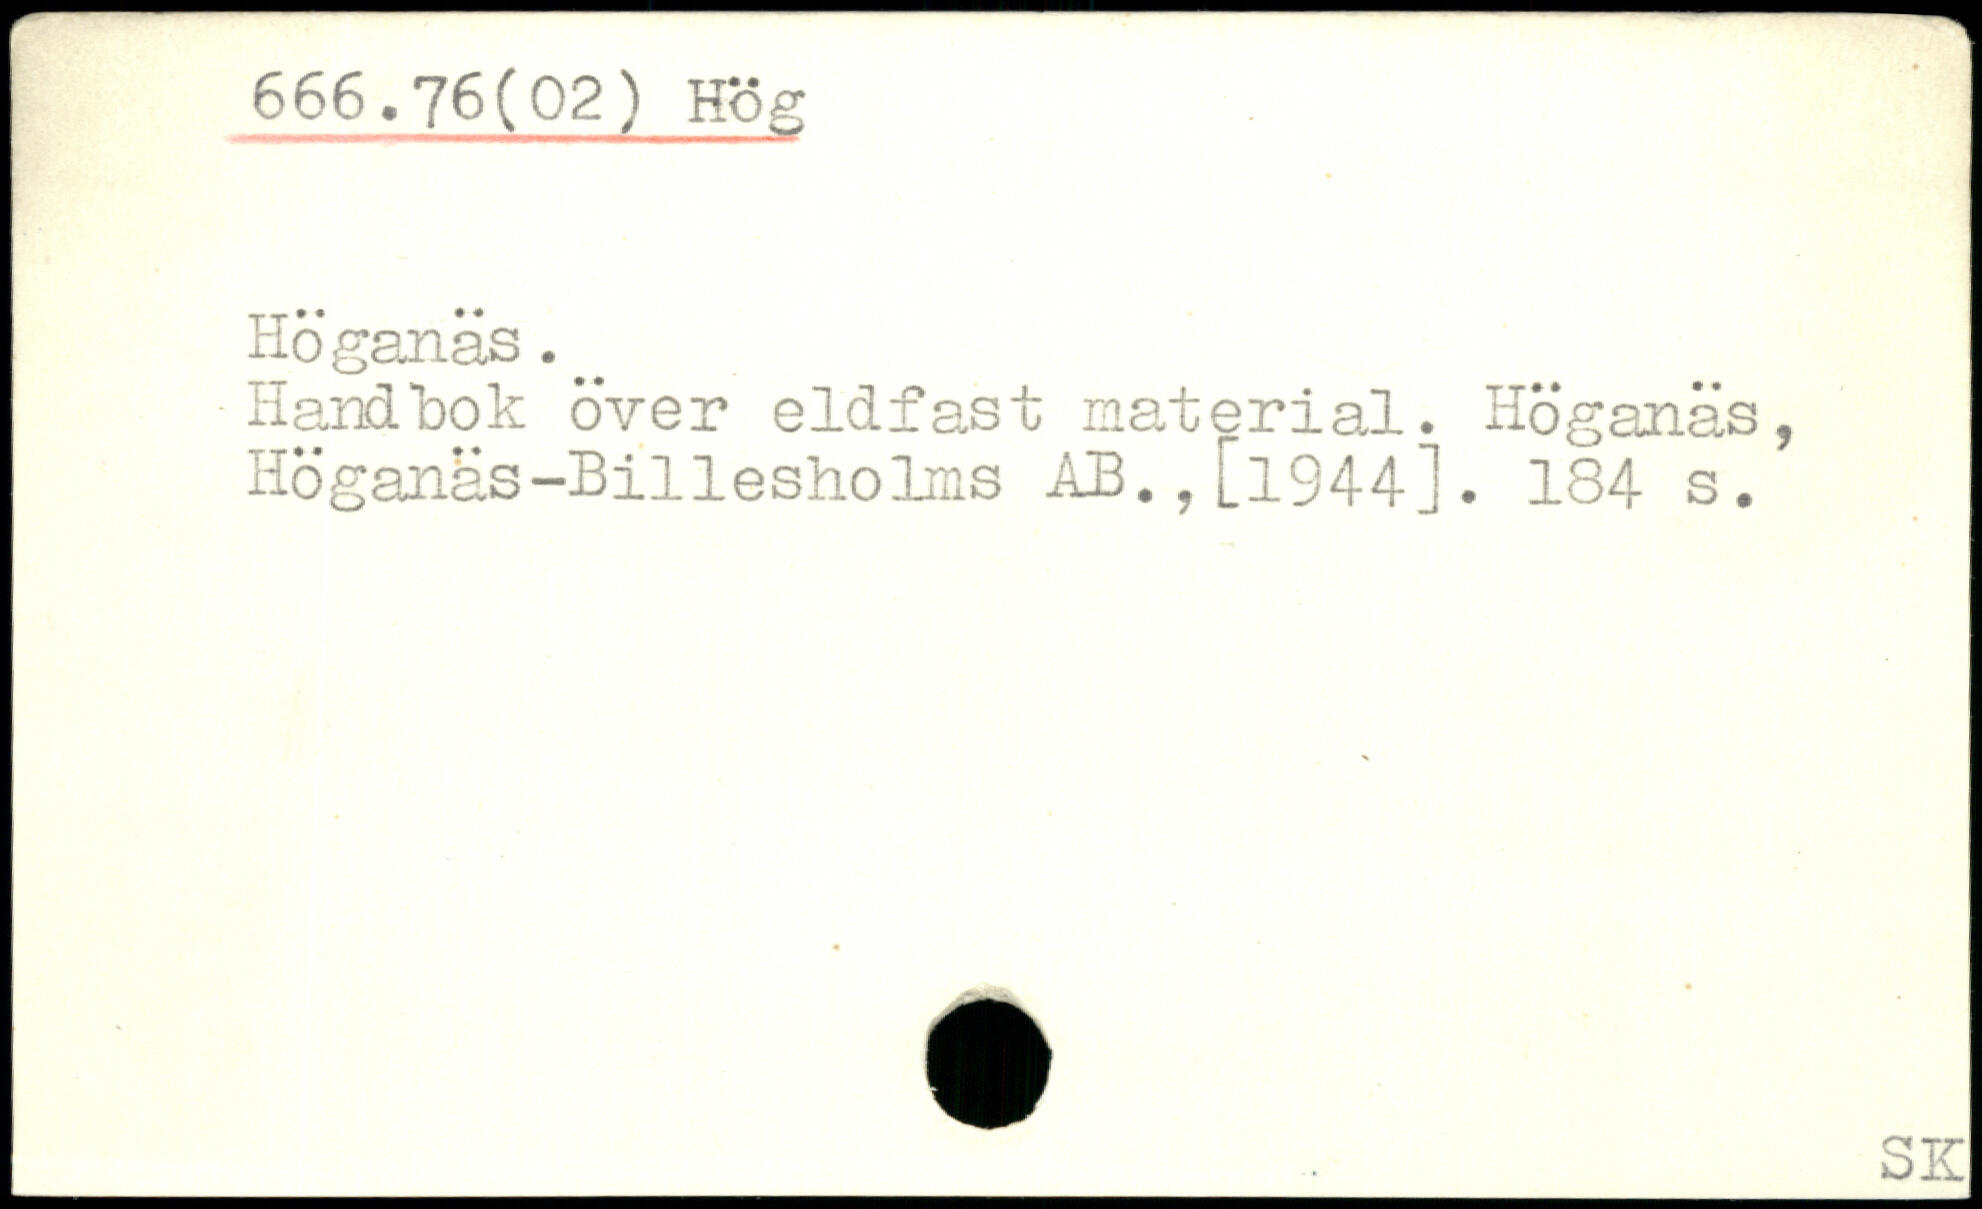 666.76(02) Hög
Höganäs.
Handbok över eldfast material. Höganäs,
Höganäs-Billesholms AB.,[1944]. 184 s.
SK